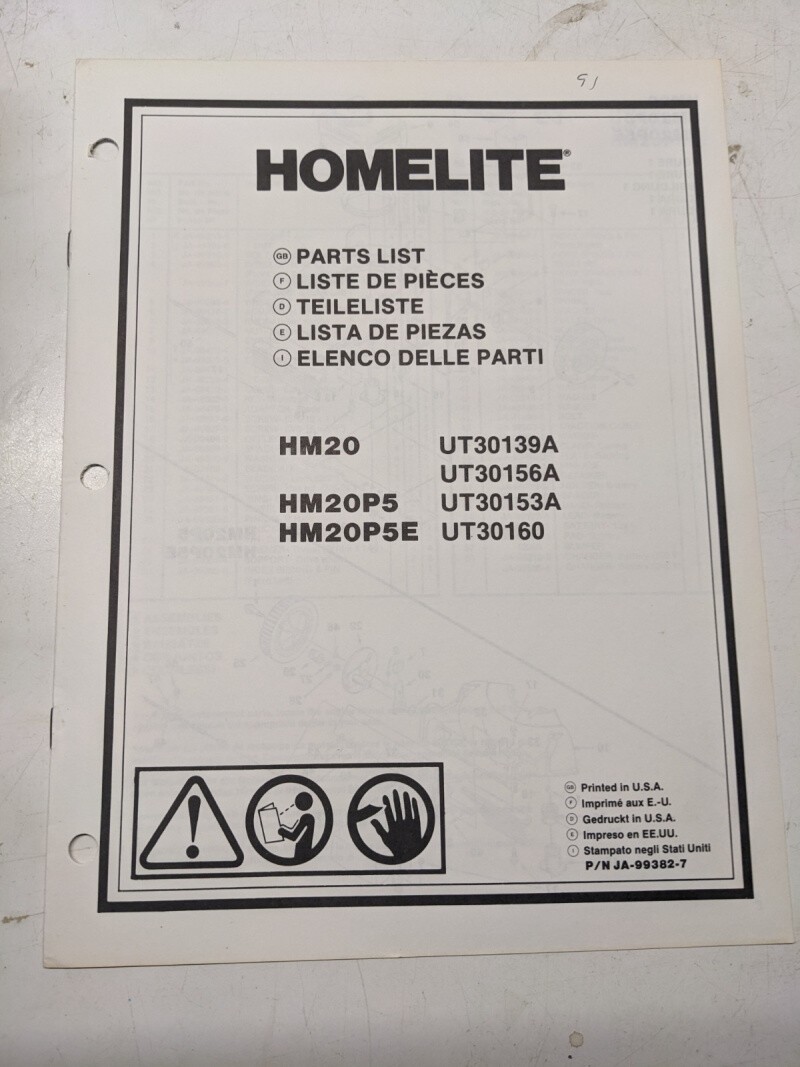 91
HOMELITE®
GB PARTS LIST
F LISTE DE PIÈCES
D TEILELISTE
E LISTA DE PIEZAS
I ELENCO DELLE PARTI
HM20 UT30139A
UT30156A
HM20P5 UT30153A
HM20P5E UT30160
GB Printed in U.S.A.
F Imprimé aux E.-U.
D Gedruckt in U.S.A.
E Impreso en EE.UU.
I Stampato negli Stati Uniti
P/N JA-99382-7